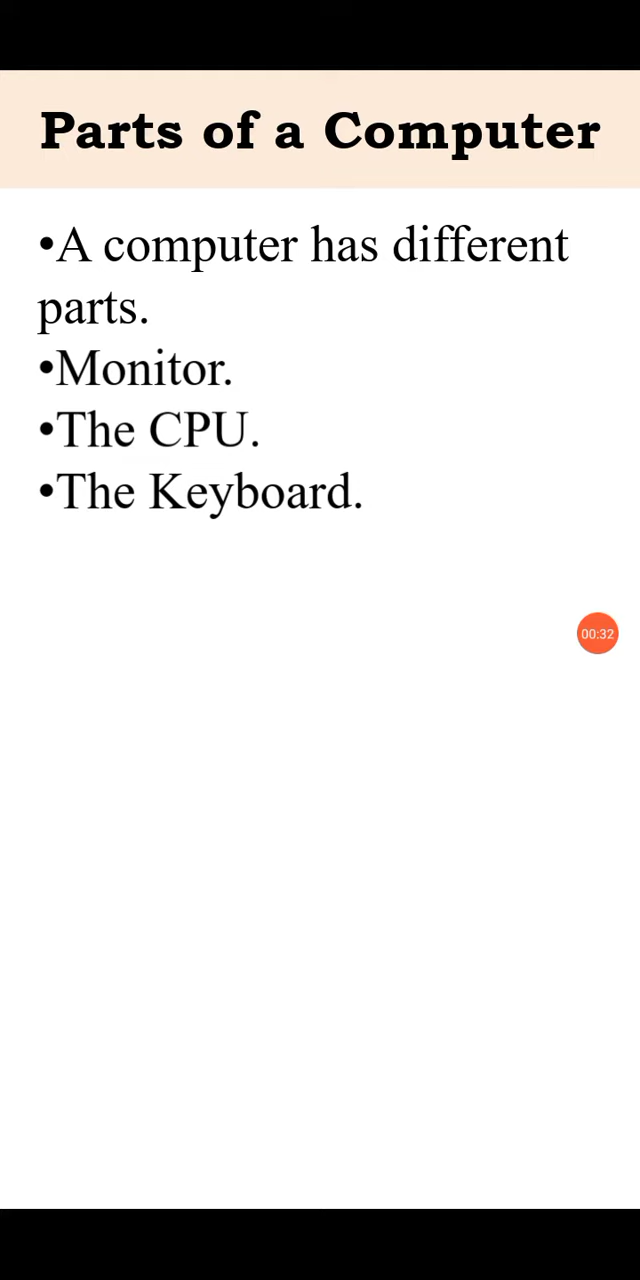 Parts of a Computer
•A computer has different
parts.
•Monitor.
•The CPU.
•The Keyboard.
00:32